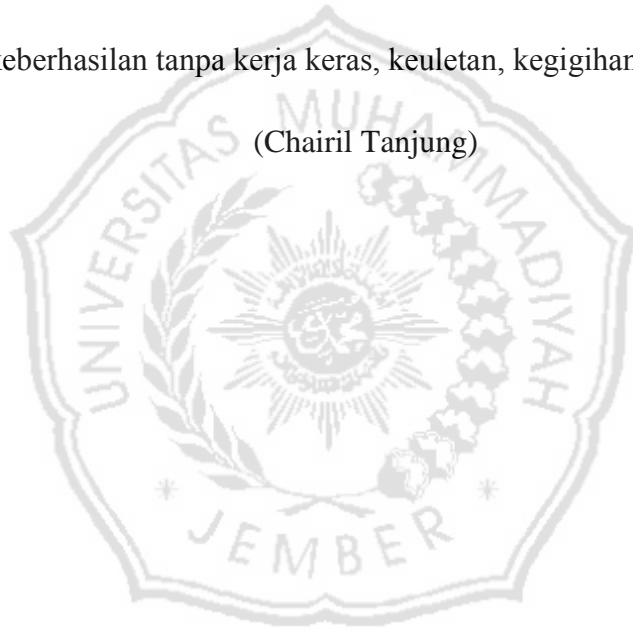 keberhasilan tanpa kerja keras, keuletan, kegigihan
(Chairil Tanjung)
UNIVERSITAS MUHAMMADIYAH
JEMBER